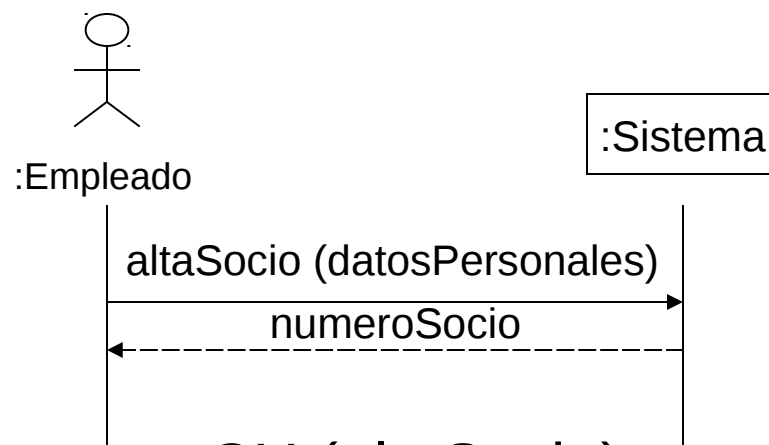 :Sistema
:Empleado
altaSocio (datosPersonales)
numeroSocio